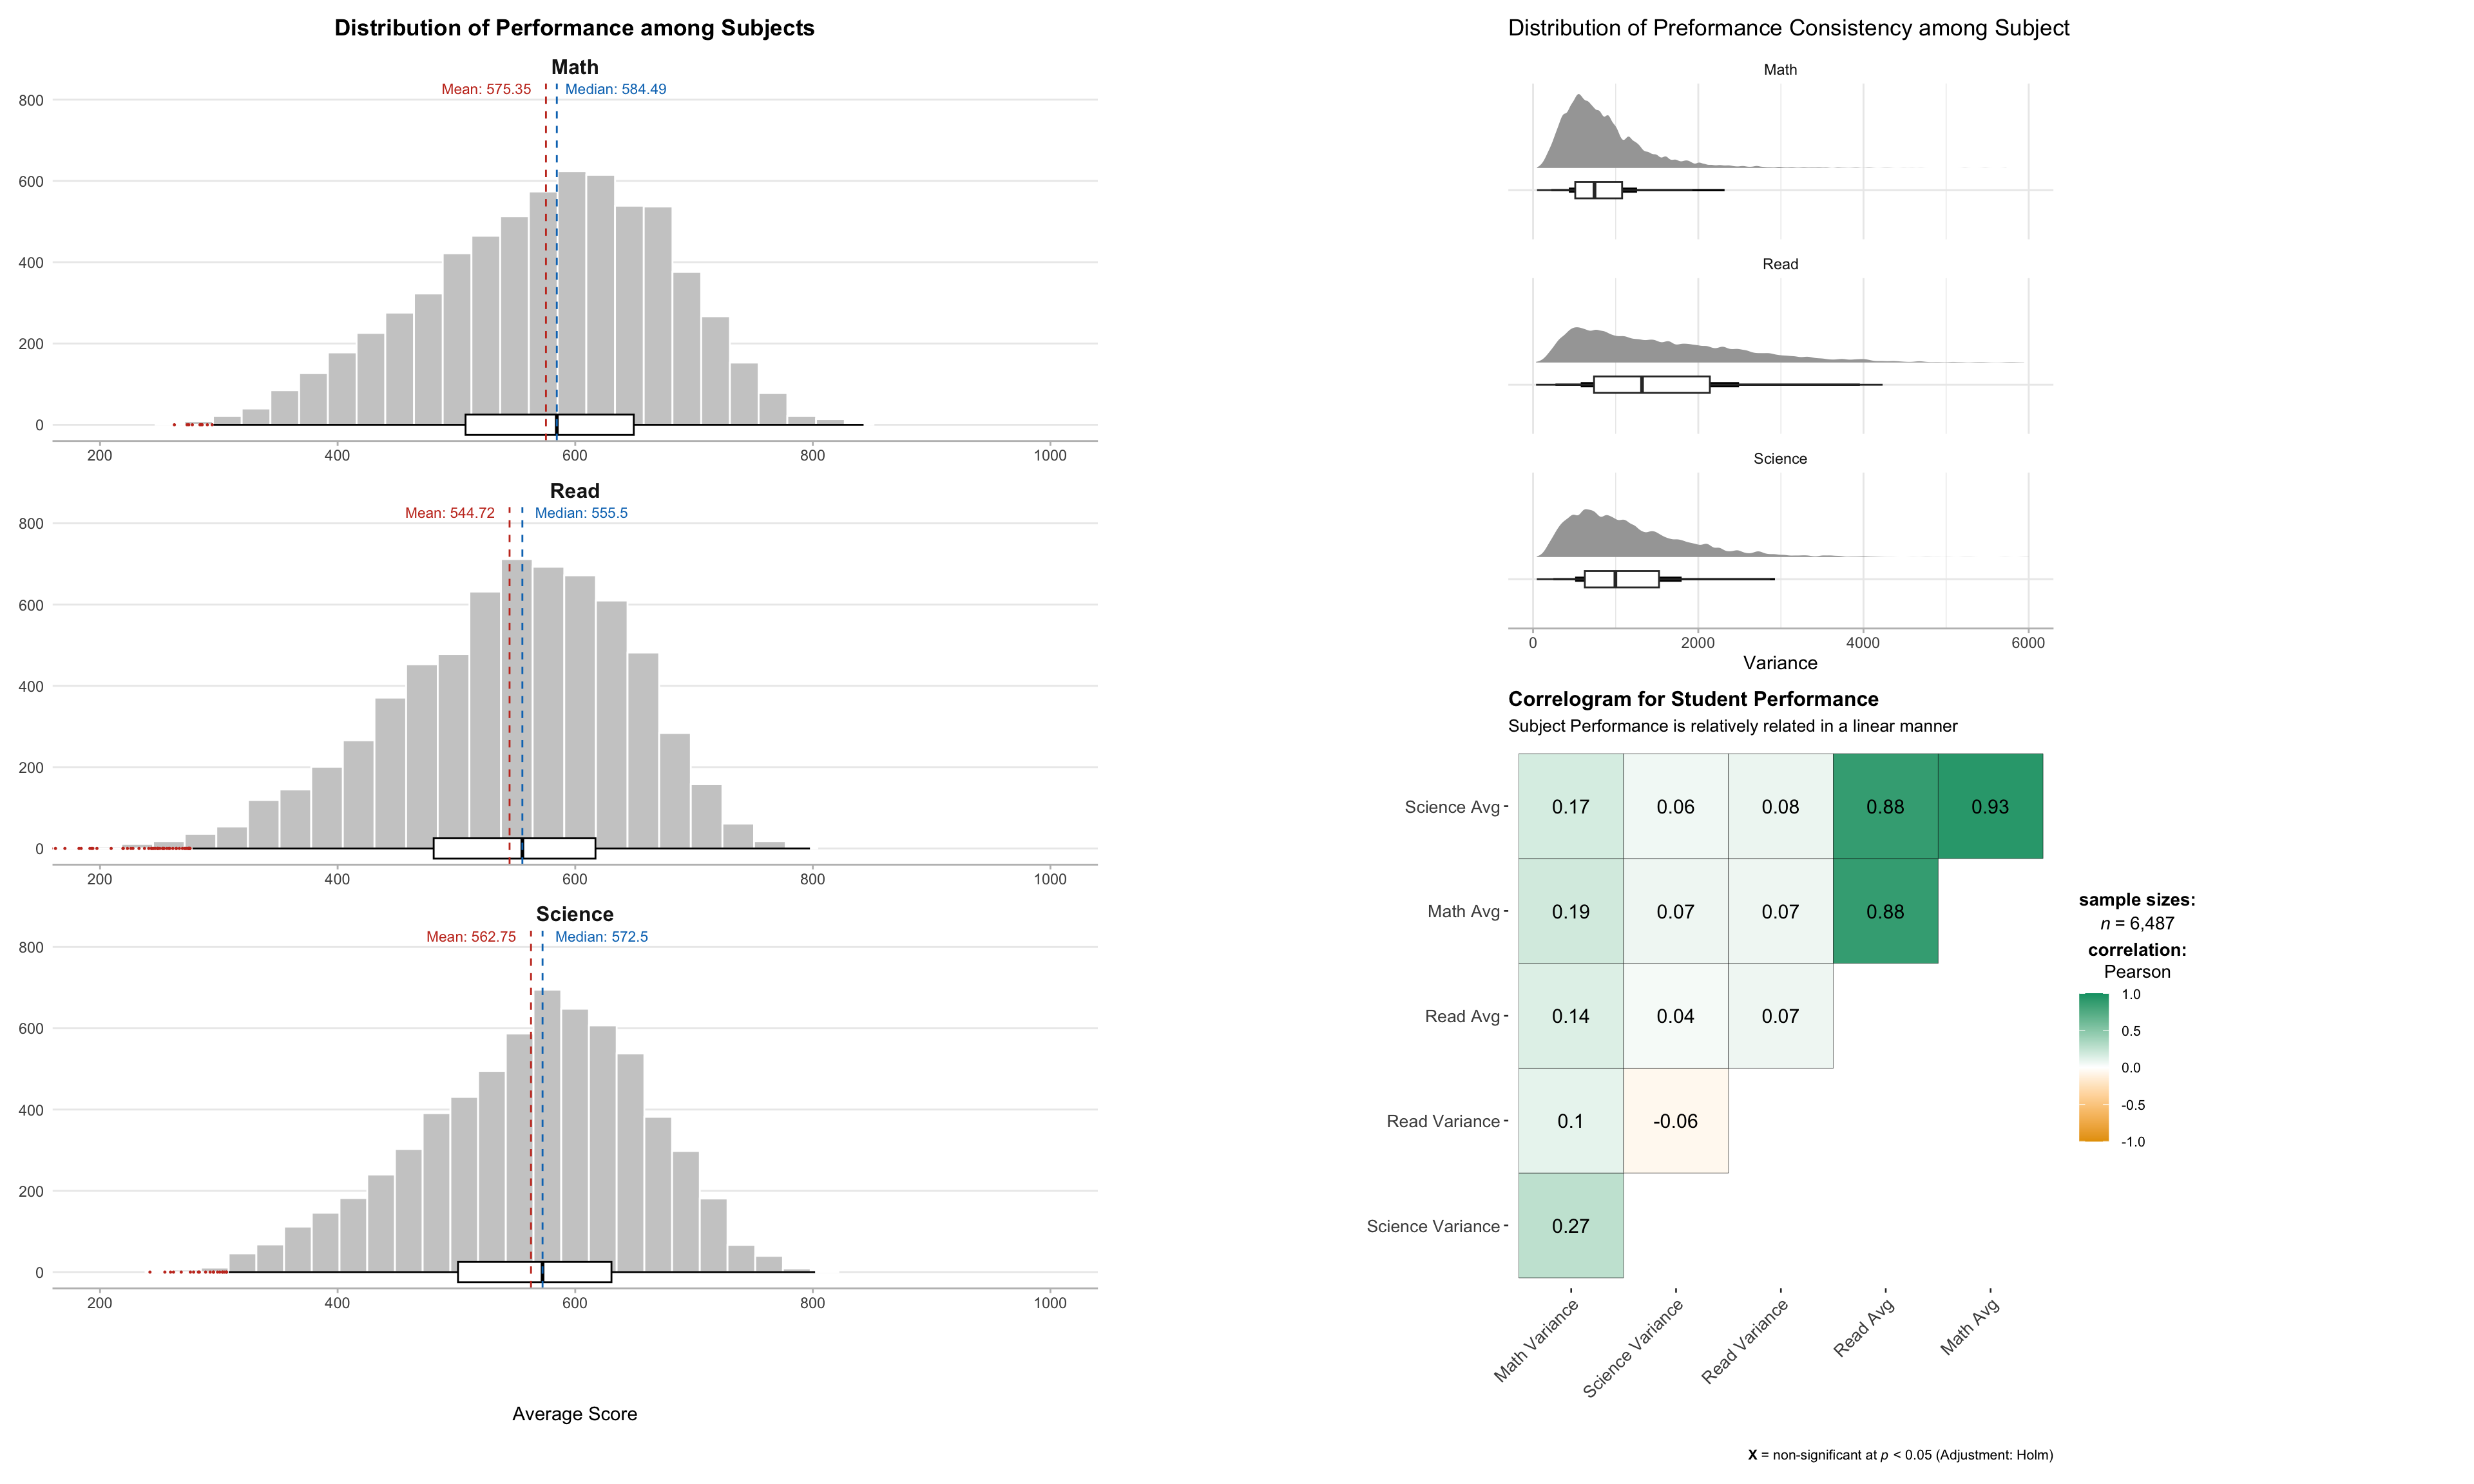 Distribution of Performance among Subjects
Math
Mean: 575.35 Median: 584.49
800
600
400
200
0
200 400 600 800 1000
Read
Mean: 544.72 Median: 555.5
800
600
400
200
0
200 400 600 800 1000
Science
Mean: 562.75 Median: 572.5
800
600
400
200
0
200 400 600 800 1000
Average Score
Distribution of Preformance Consistency among Subject
Math
Read
Science
0 2000 4000 6000
Variance
Correlogram for Student Performance
Subject Performance is relatively related in a linear manner
Science Avg 0.17 0.06 0.08 0.88 0.93
Math Avg 0.19 0.07 0.07 0.88
Read Avg 0.14 0.04 0.07
Read Variance 0.1 -0.06
Science Variance 0.27
Math Variance Science Variance Read Variance Read Avg Math Avg
sample sizes:
n = 6,487
correlation:
Pearson
1.0
0.5
0.0
-0.5
-1.0
X = non-significant at p < 0.05 (Adjustment: Holm)